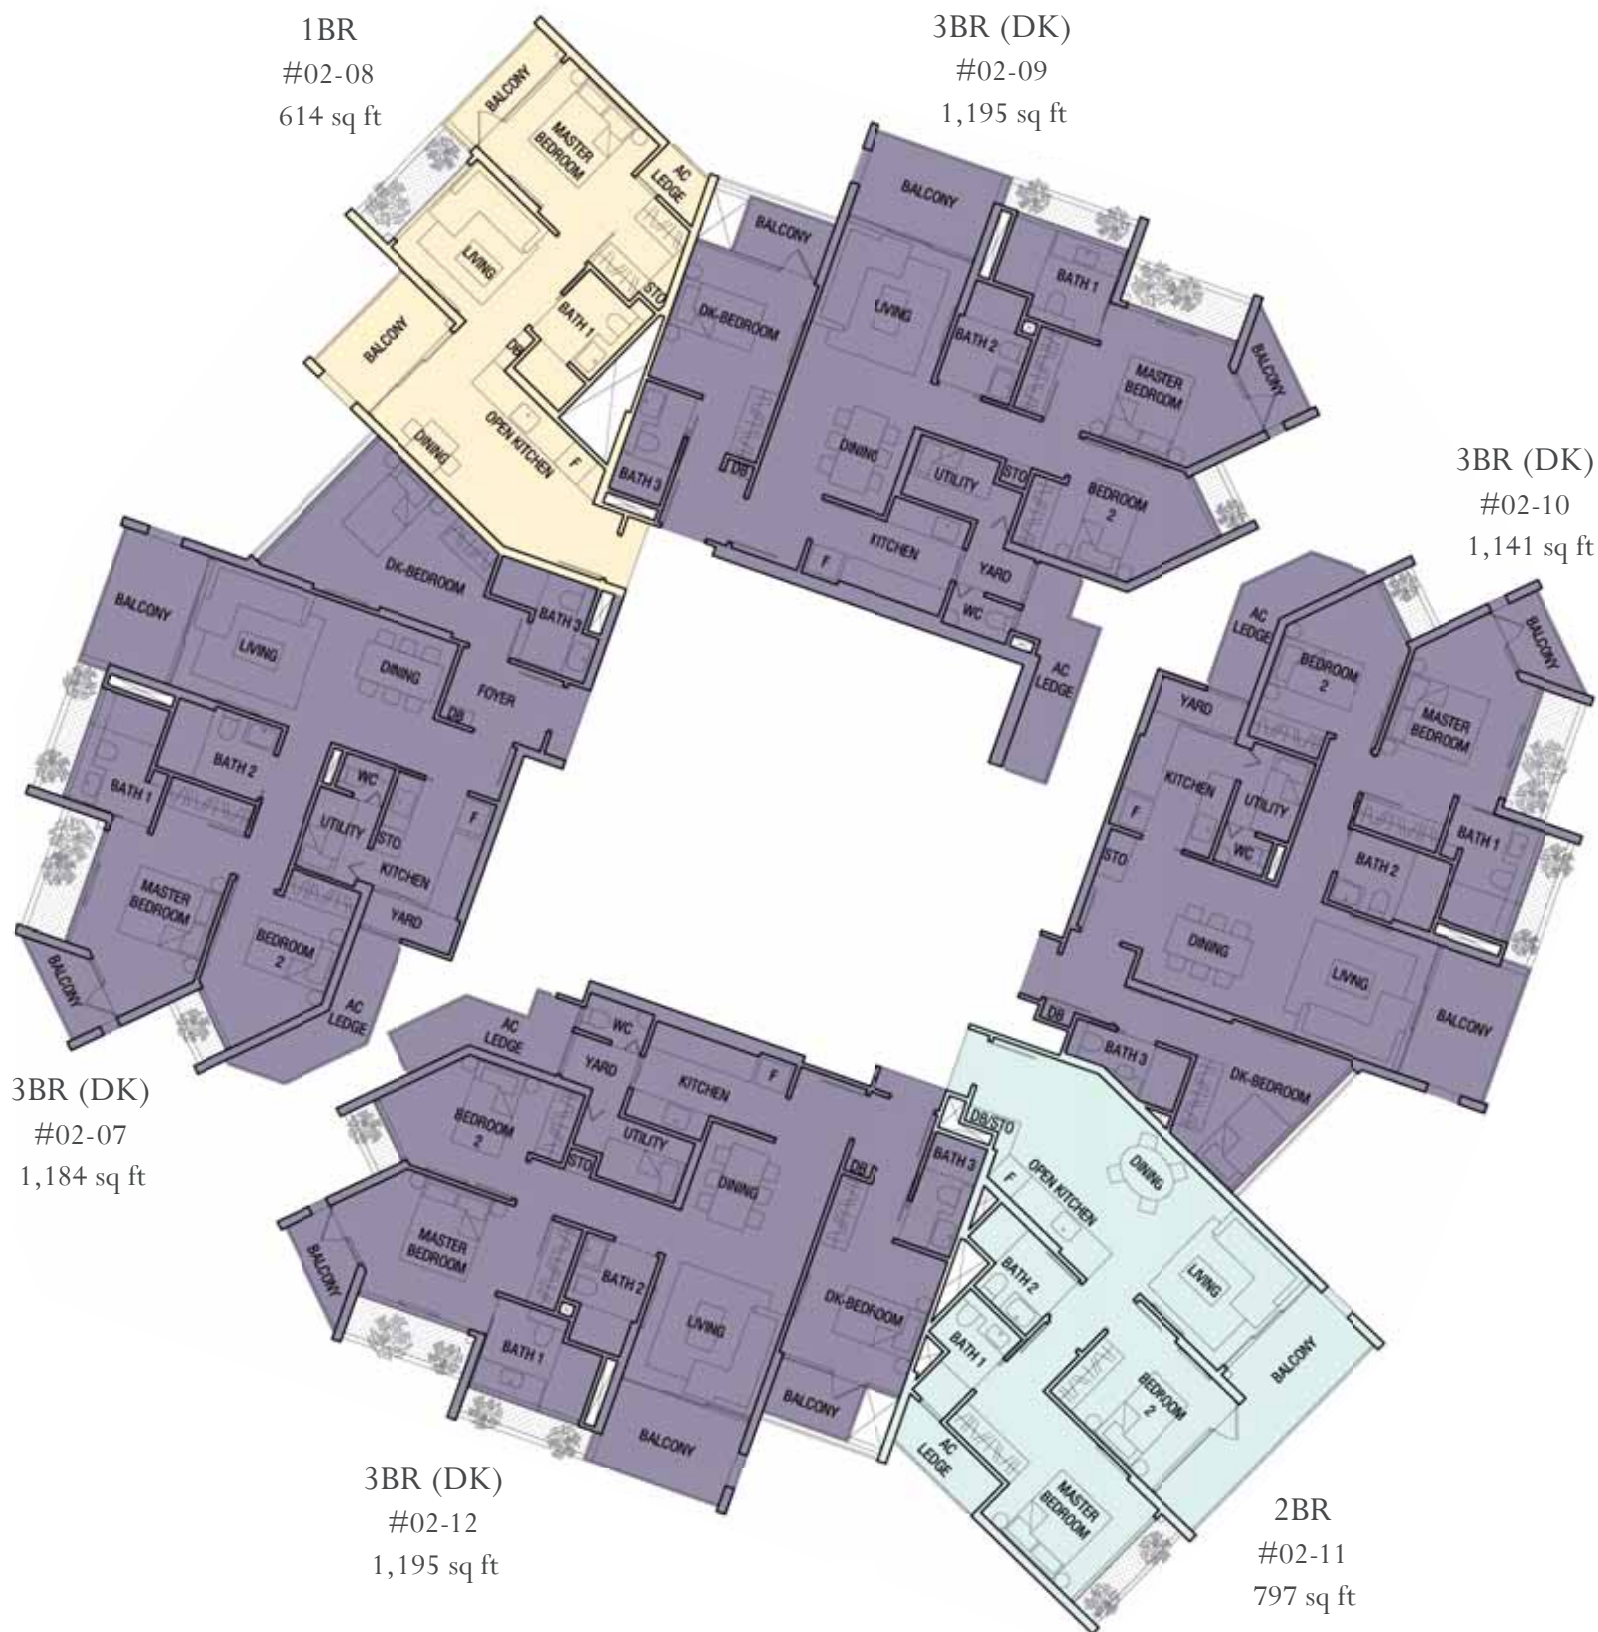 1BR
#02-08
614 sq ft
BALCONY
MASTER
BEDROOM
AC
LEDGE
LIVING
STO
BATH 1
BALCONY
DB
OPEN KITCHEN
DINING
F
3BR (DK)
#02-09
1,195 sq ft
BALCONY
BALCONY
BATH 1
DK-BEDROOM
LIVING
BATH 2
BALCONY
MASTER
BEDROOM
DINING
DB
BATH 3
UTILITY
STO
BEDROOM
2
KITCHEN
F
YARD
WC
AC
LEDGE
3BR (DK)
#02-10
1,141 sq ft
AC
LEDGE
BALCONY
BEDROOM
2
YARD
MASTER
BEDROOM
KITCHEN
UTILITY
F
WC
STO
BATH 1
BATH 2
DINING
LIVING
BALCONY
DB
BATH 3
DK-BEDROOM
DK-BEDROOM
BALCONY
BATH 3
LIVING
DINING
FOYER
DB
BATH 2
WC
BATH 1
UTILITY
STO
F
KITCHEN
MASTER
BEDROOM
YARD
BEDROOM
2
BALCONY
AC
LEDGE
3BR (DK)
#02-07
1,184 sq ft
AC
LEDGE
WC
YARD
KITCHEN
F
BEDROOM
2
UTILITY
STO
DINING
DB
BATH 3
MASTER
BEDROOM
BALCONY
BATH 2
LIVING
DK-BEDROOM
BATH 1
BALCONY
BALCONY
3BR (DK)
#02-12
1,195 sq ft
DB/STO
F
OPEN KITCHEN
DINING
LIVING
BATH 2
BATH 1
BALCONY
BEDROOM
2
AC
LEDGE
MASTER
BEDROOM
2BR
#02-11
797 sq ft